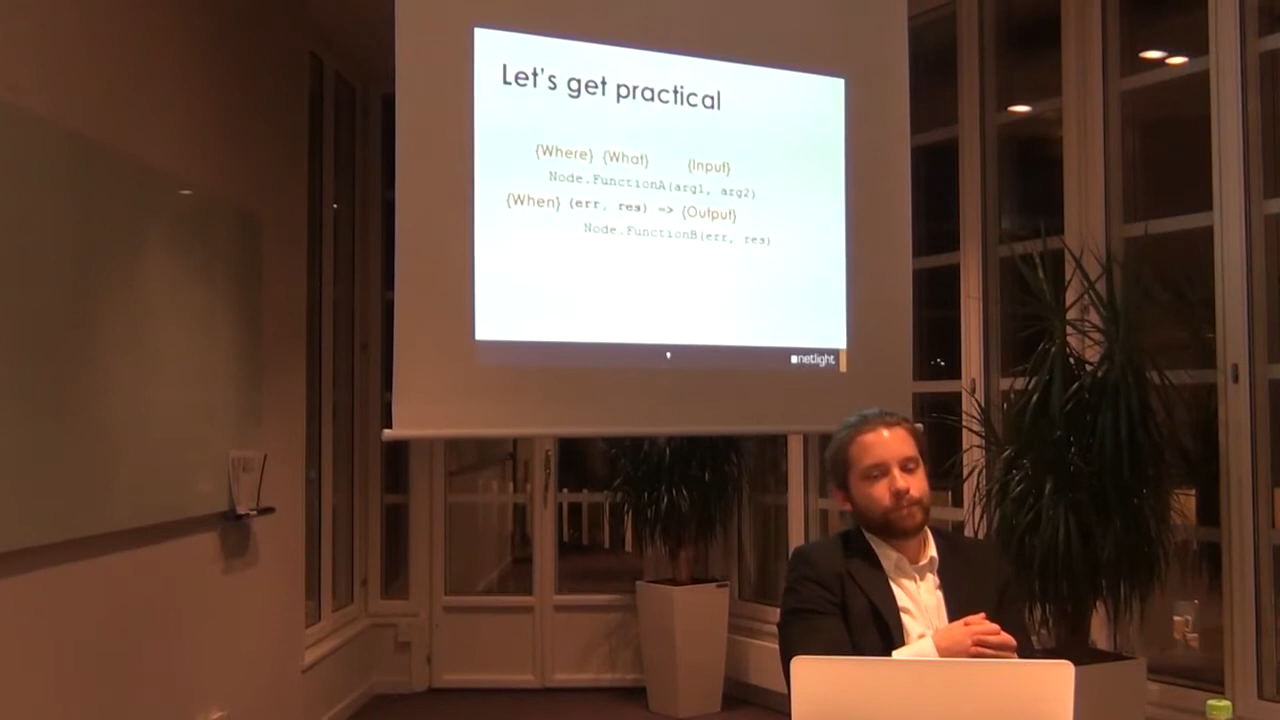 Let's get practical
{Where} {What} {Input}
Node.FunctionA(arg1, arg2)
{When} (err, res) => {Output}
Node.FunctionB(err, res)
netlight